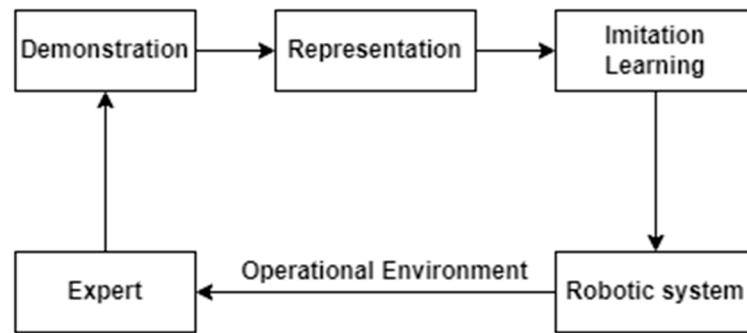 Demonstration
Representation
Imitation
Learning
Expert
Operational Environment
Robotic system